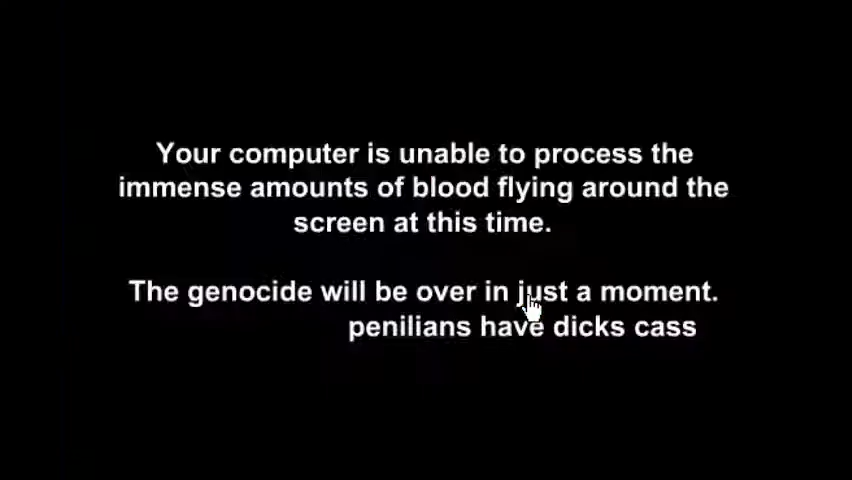 Your computer is unable to process the
immense amounts of blood flying around the
screen at this time.
The genocide will be over in just a moment.
penilians have dicks cass